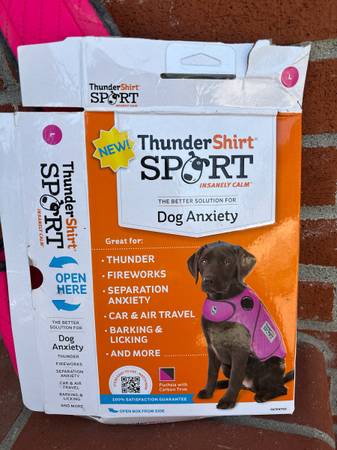 ThunderShirt
SPORT
INSANELY CALM
L
L
NEW!
ThunderShirt
SPORT
INSANELY CALM™
THE BETTER SOLUTION FOR
Dog Anxiety
Great for:
• THUNDER
• FIREWORKS
• SEPARATION
ANXIETY
• CAR & AIR TRAVEL
• BARKING &
LICKING
• AND MORE
Fuchsia with
Carbon Trim
100% SATISFACTION GUARANTEE
OPEN BOX FROM SIDE
ThunderShirt
SPORT
INSANELY CALM
OPEN
HERE
THE BETTER
SOLUTION FOR
Dog
Anxiety
THUNDER
FIREWORKS
SEPARATION
ANXIETY
CAR & AIR
TRAVEL
BARKING &
LICKING
AND MORE